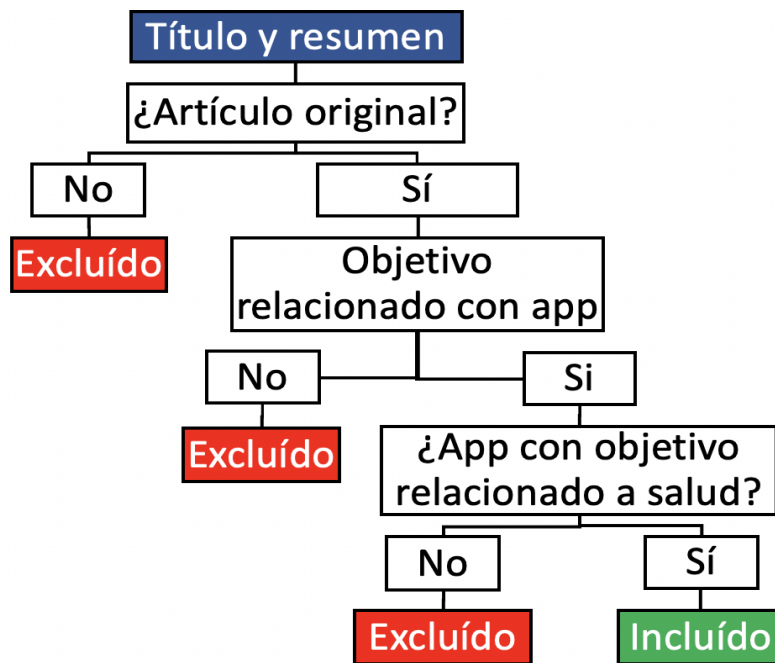 Título y resumen
¿Artículo original?
No
Sí
Excluído
Objetivo
relacionado con app
No
Si
Excluído
¿App con objetivo
relacionado a salud?
No
Sí
Excluído
Incluído